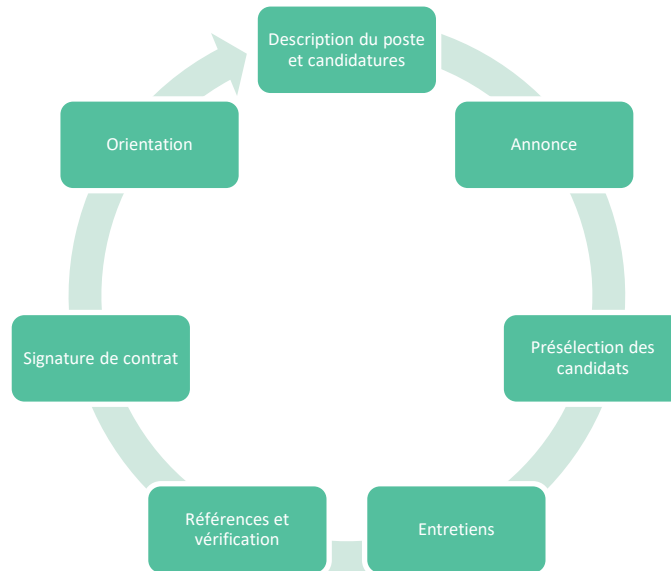 Description du poste
et candidatures
Annonce
Présélection des
candidats
Entretiens
Références et
vérification
Signature de contrat
Orientation